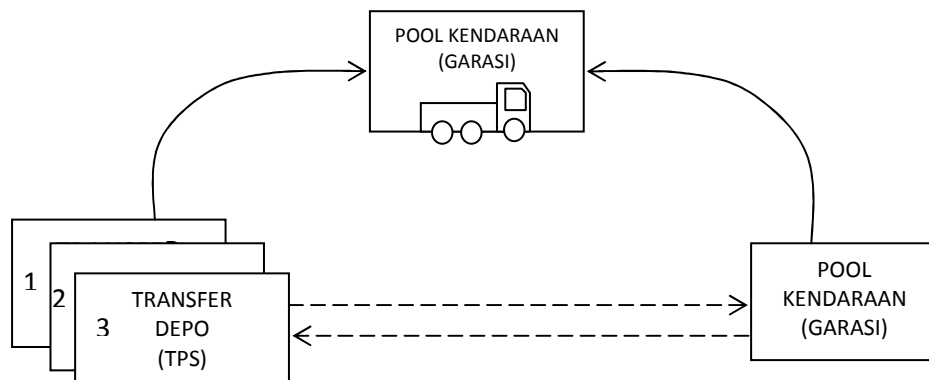 POOL KENDARAAN
(GARASI)
1
2
3
TRANSFER
DEPO
(TPS)
POOL
KENDARAAN
(GARASI)